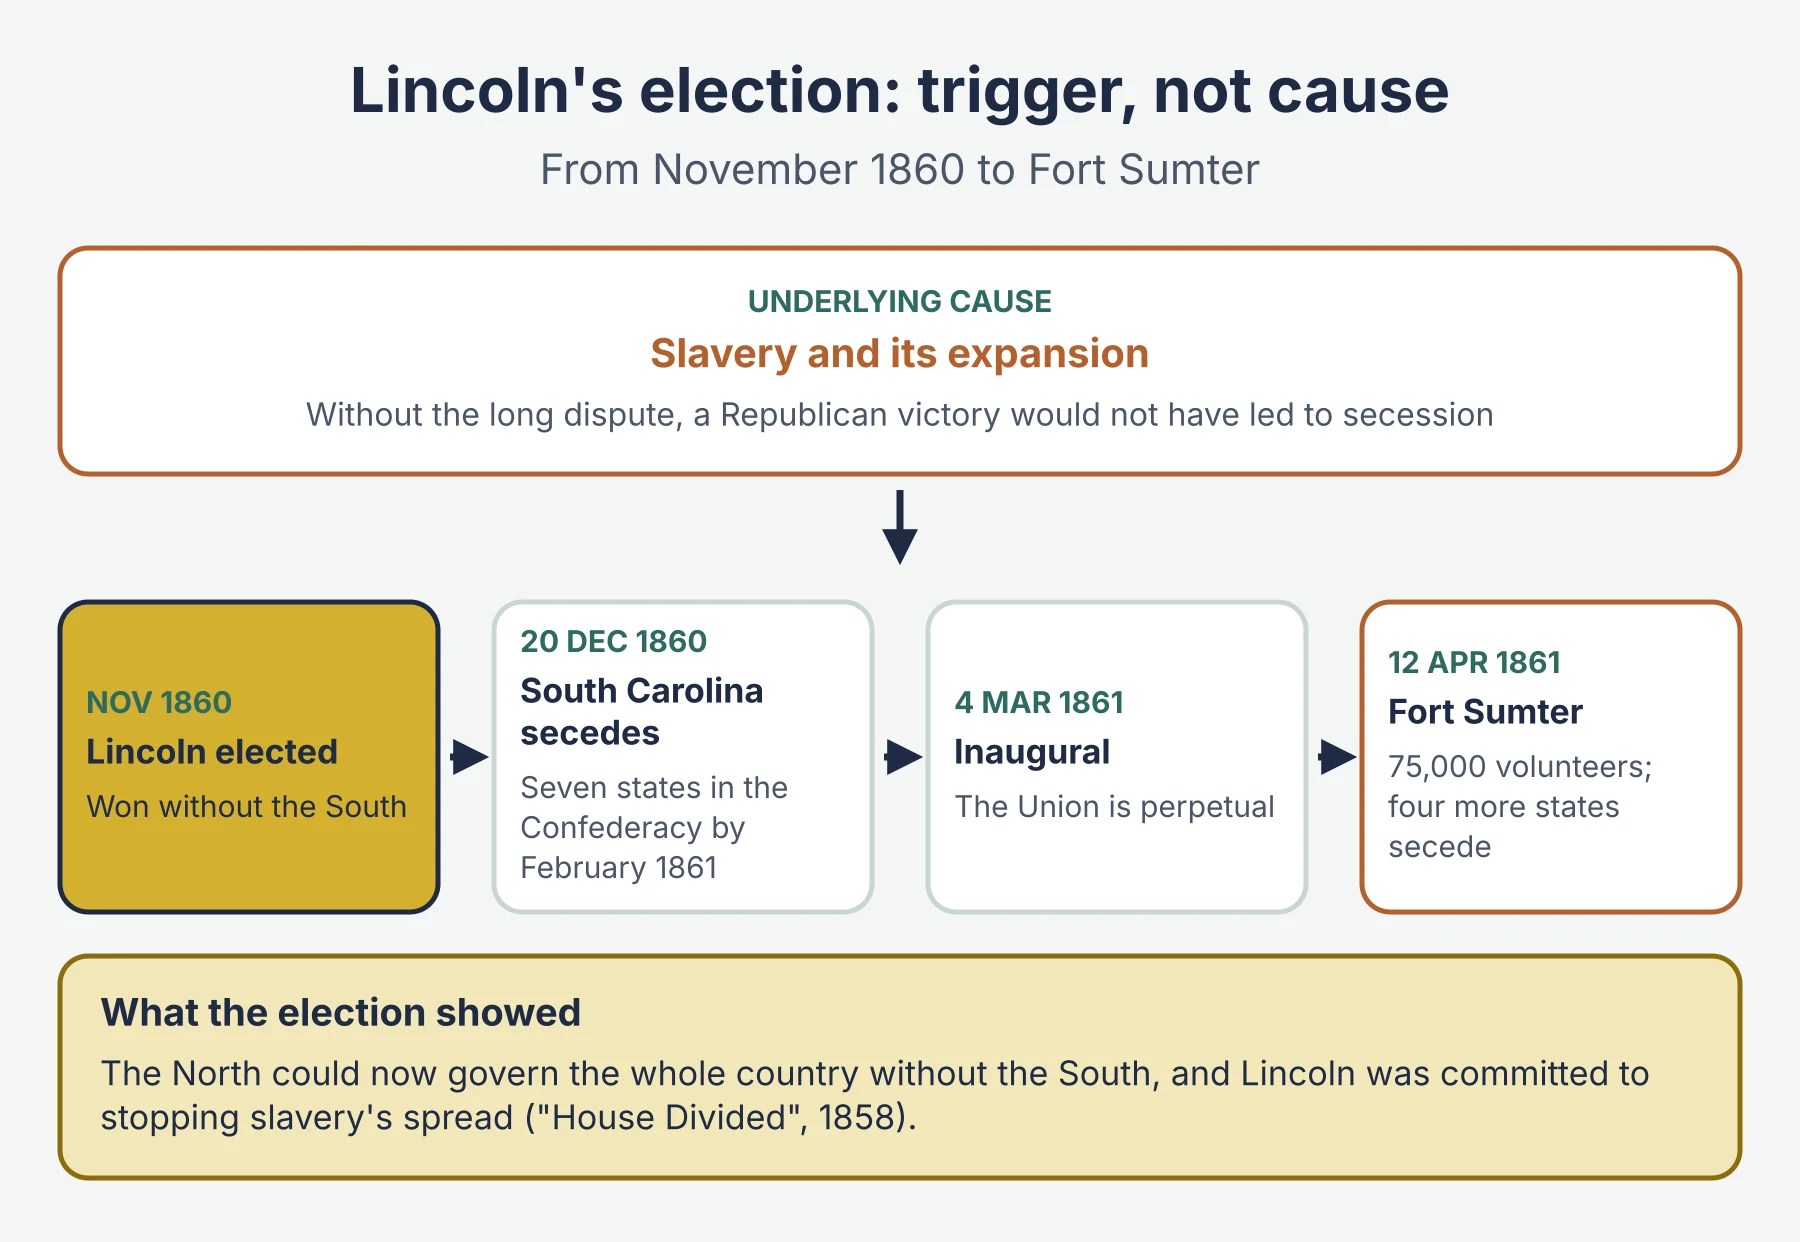 Lincoln's election: trigger, not cause
From November 1860 to Fort Sumter
UNDERLYING CAUSE
Slavery and its expansion
Without the long dispute, a Republican victory would not have led to secession
NOV 1860
Lincoln elected
Won without the South
20 DEC 1860
South Carolina
secedes
Seven states in the
Confederacy by
February 1861
4 MAR 1861
Inaugural
The Union is perpetual
12 APR 1861
Fort Sumter
75,000 volunteers;
four more states
secede
What the election showed
The North could now govern the whole country without the South, and Lincoln was committed to
stopping slavery's spread ("House Divided", 1858).